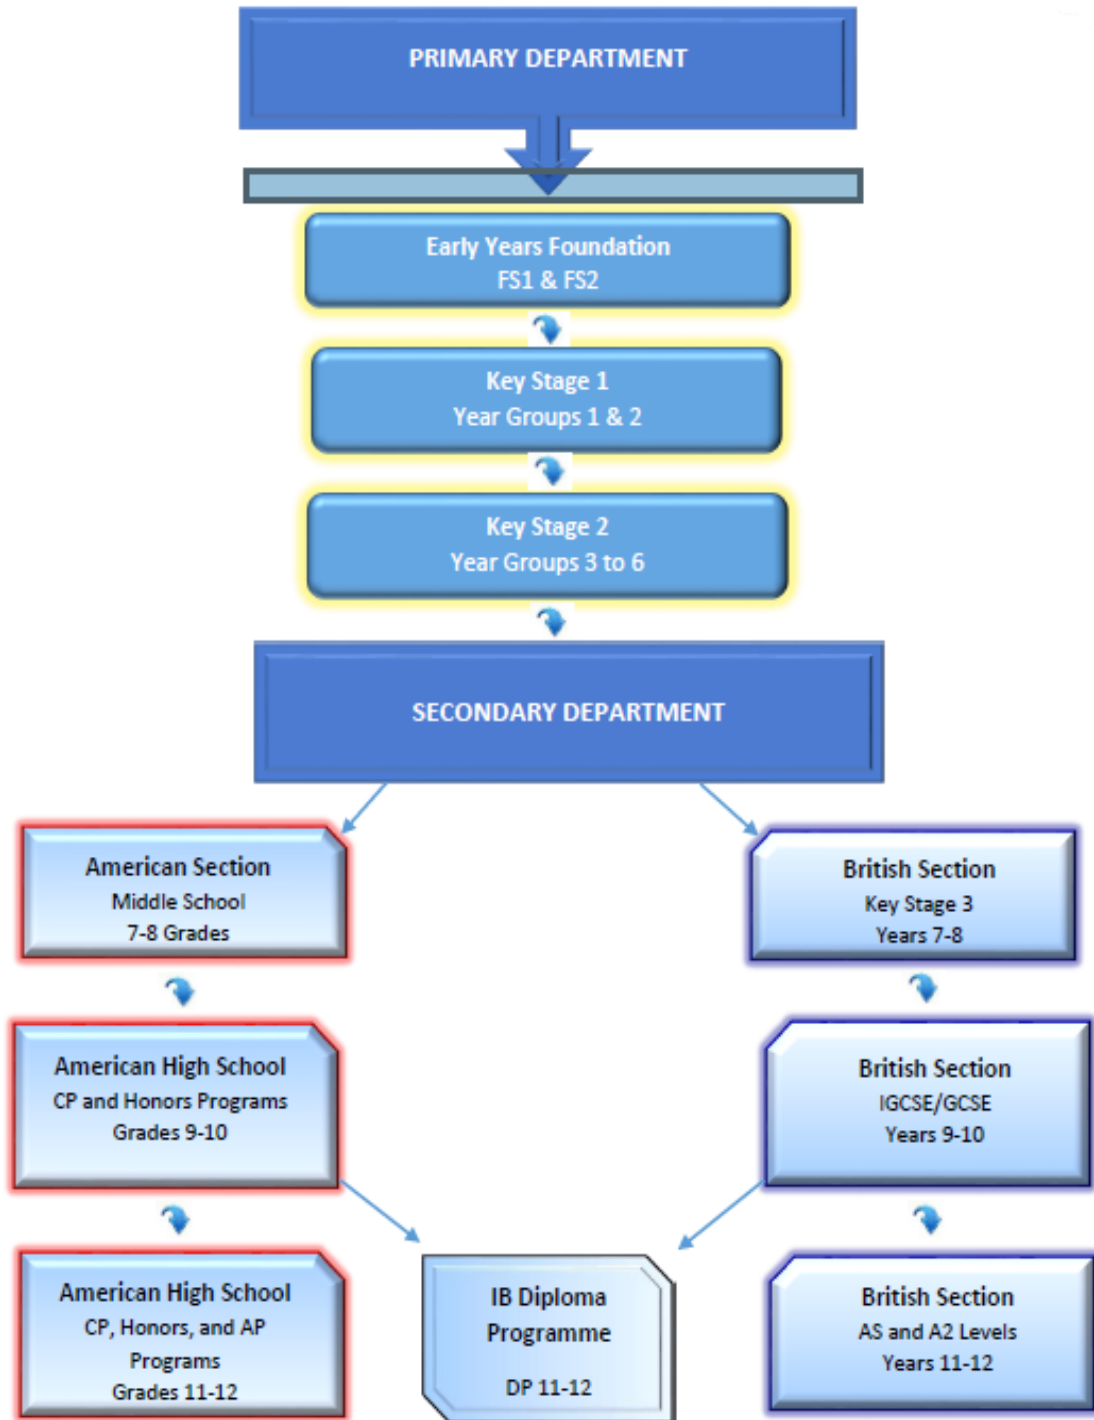 PRIMARY DEPARTMENT
Early Years Foundation
FS1 & FS2
Key Stage 1
Year Groups 1 & 2
Key Stage 2
Year Groups 3 to 6
SECONDARY DEPARTMENT
American Section
Middle School
7-8 Grades
British Section
Key Stage 3
Years 7-8
American High School
CP and Honors Programs
Grades 9-10
British Section
IGCSE/GCSE
Years 9-10
American High School
CP, Honors, and AP
Programs
Grades 11-12
IB Diploma
Programme
DP 11-12
British Section
AS and A2 Levels
Years 11-12